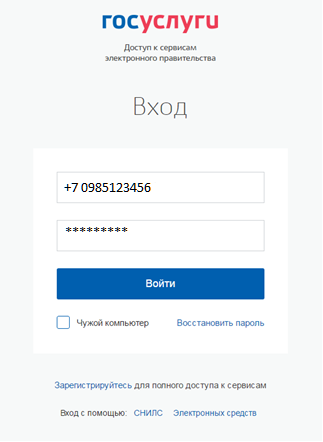 госуслуги
Доступ к сервисам
электронного правительства
Вход
+7 0985123456
*********
Войти
Чужой компьютер Восстановить пароль
Зарегистрируйтесь для полного доступа к сервисам
Вход с помощью: СНИЛС Электронных средств